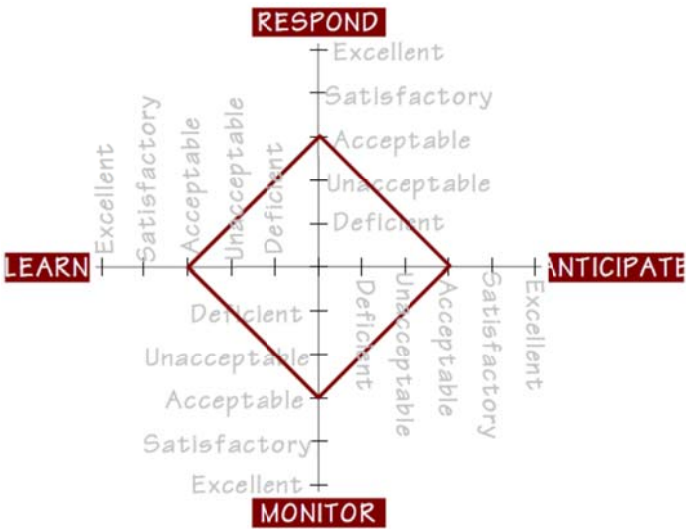 RESPOND
Excellent
Satisfactory
Acceptable
Unacceptable
Deficient
Excellent
Satisfactory
Acceptable
Unacceptable
Deficient
LEARN
ANTICIPATE
Deficient
Unacceptable
Acceptable
Satisfactory
Excellent
Deficient
Unacceptable
Acceptable
Satisfactory
Excellent
MONITOR